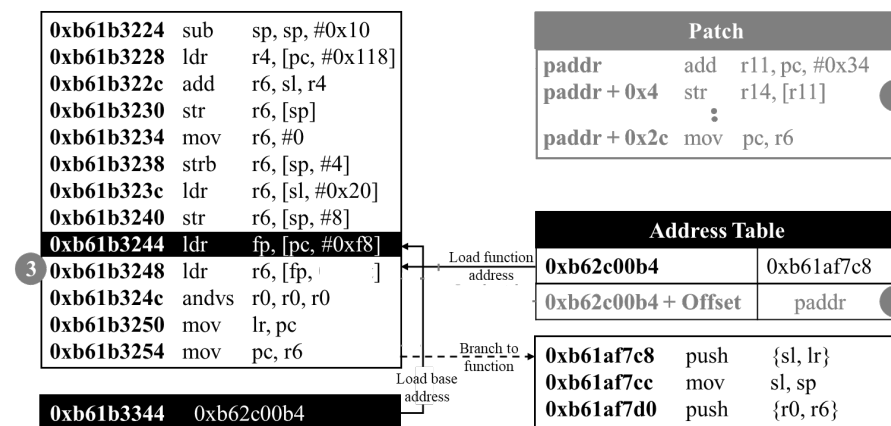 0xb61b3224 sub sp, sp, #0x10
0xb61b3228 ldr r4, [pc, #0x118]
0xb61b322c add r6, sl, r4
0xb61b3230 str r6, [sp]
0xb61b3234 mov r6, #0
0xb61b3238 strb r6, [sp, #4]
0xb61b323c ldr r6, [sl, #0x20]
0xb61b3240 str r6, [sp, #8]
0xb61b3244 ldr fp, [pc, #0xf8]
3
0xb61b3248 ldr r6, [fp, ]
0xb61b324c andvs r0, r0, r0
0xb61b3250 mov lr, pc
0xb61b3254 mov pc, r6
0xb61b3344 0xb62c00b4
Load function
address
Branch to
function
Load base
address
Patch
paddr add r11, pc, #0x34
paddr + 0x4 str r14, [r11]
:
paddr + 0x2c mov pc, r6
Address Table
0xb62c00b4 0xb61af7c8
0xb62c00b4 + Offset paddr
0xb61af7c8 push {sl, lr}
0xb61af7cc mov sl, sp
0xb61af7d0 push {r0, r6}